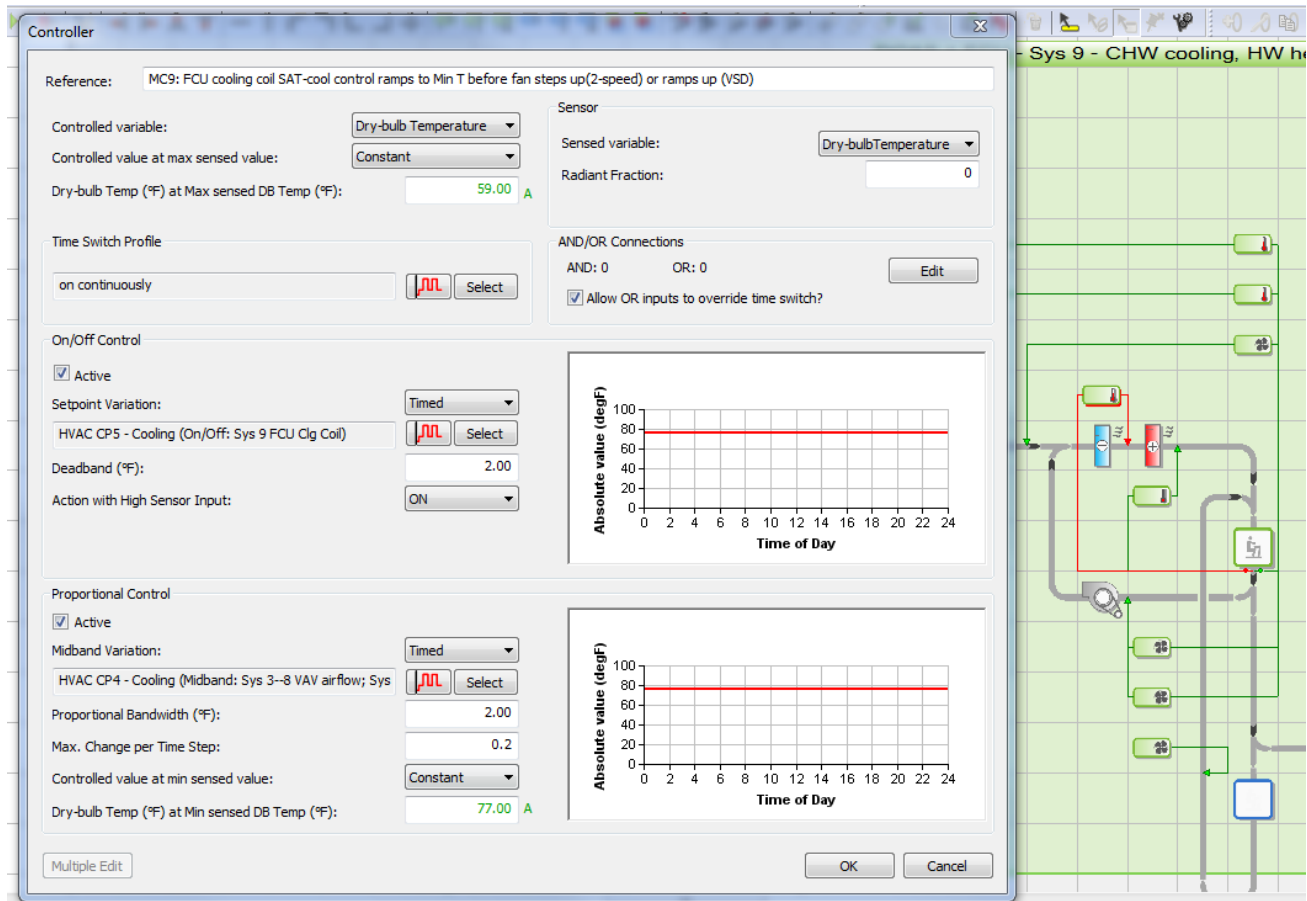 Controller
- Sys 9 - CHW cooling, HW he
Reference: MC9: FCU cooling coil SAT-cool control ramps to Min T before fan steps up(2-speed) or ramps up (VSD)
Controlled variable: Dry-bulb Temperature
Controlled value at max sensed value: Constant
Dry-bulb Temp (°F) at Max sensed DB Temp (°F): 59.00 A
Sensor
Sensed variable: Dry-bulbTemperature
Radiant Fraction: 0
Time Switch Profile
on continuously Select
AND/OR Connections
AND: 0 OR: 0 Edit
Allow OR inputs to override time switch?
On/Off Control
Active
Setpoint Variation: Timed
HVAC CP5 - Cooling (On/Off: Sys 9 FCU Clg Coil) Select
Deadband (°F): 2.00
Action with High Sensor Input: ON
Absolute value (degF)
100
80
60
40
20
0
0 2 4 6 8 10 12 14 16 18 20 22 24
Time of Day
Proportional Control
Active
Midband Variation: Timed
HVAC CP4 - Cooling (Midband: Sys 3--8 VAV airflow; Sys Select
Proportional Bandwidth (°F): 2.00
Max. Change per Time Step: 0.2
Controlled value at min sensed value: Constant
Dry-bulb Temp (°F) at Min sensed DB Temp (°F): 77.00 A
Absolute value (degF)
100
80
60
40
20
0
0 2 4 6 8 10 12 14 16 18 20 22 24
Time of Day
Multiple Edit OK Cancel